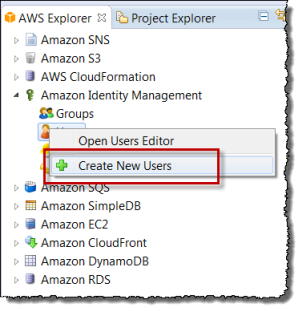 AWS Explorer Project Explorer
Amazon SNS
Amazon S3
AWS CloudFormation
Amazon Identity Management
Groups
Open Users Editor
Create New Users
Amazon SQS
Amazon SimpleDB
Amazon EC2
Amazon CloudFront
Amazon DynamoDB
Amazon RDS